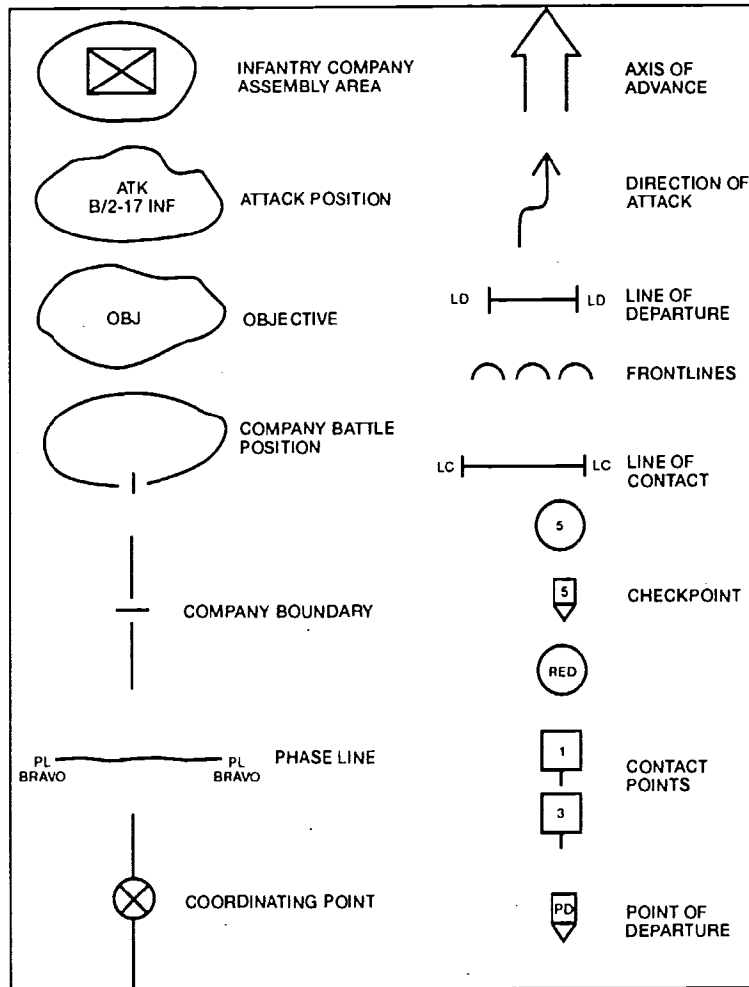 INFANTRY COMPANY
ASSEMBLY AREA
ATK
B/2-17 INF
ATTACK POSITION
OBJ
OBJECTIVE
COMPANY BATTLE
POSITION
COMPANY BOUNDARY
PL
BRAVO
PL
BRAVO
PHASE LINE
COORDINATING POINT
AXIS OF
ADVANCE
DIRECTION OF
ATTACK
LD
LD
LINE OF
DEPARTURE
FRONTLINES
LC
LC
LINE OF
CONTACT
5
5
CHECKPOINT
RED
1
3
CONTACT
POINTS
PD
POINT OF
DEPARTURE